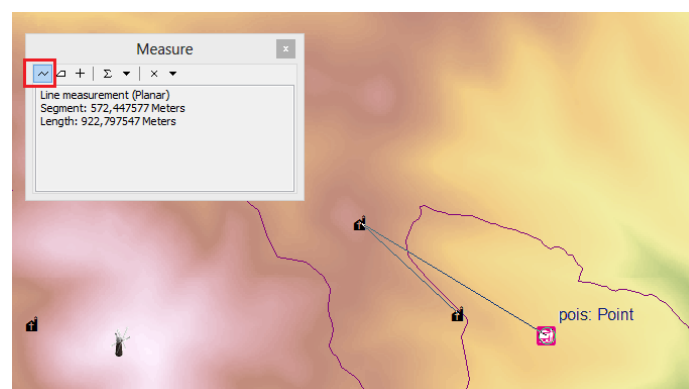 Measure
Line measurement (Planar)
Segment: 572,447577 Meters
Length: 922,797547 Meters
pois: Point